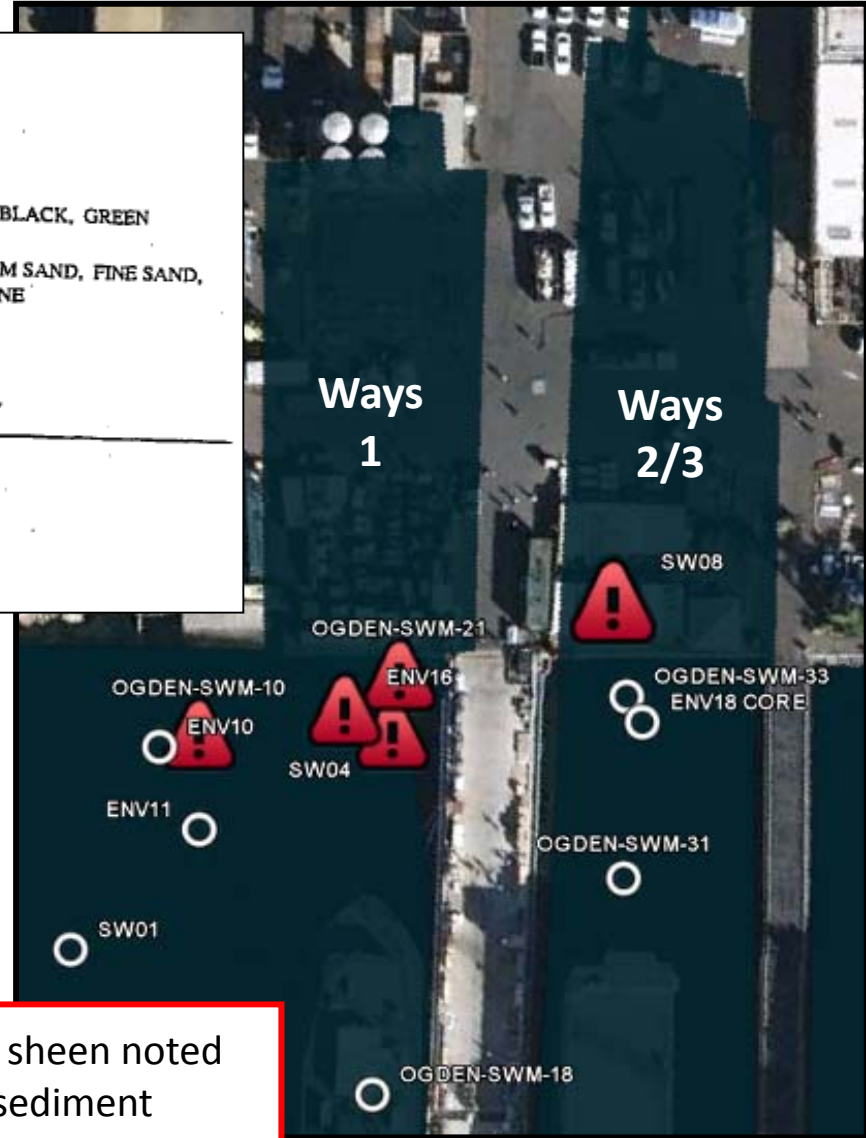 BLACK, GREEN
M SAND, FINE SAND,
NE
Ways
1
Ways
2/3
SW08
OGDEN-SWM-21
ENV16
OGDEN-SWM-10
ENV10
SW04
OGDEN-SWM-33
ENV18 CORE
ENV11
OGDEN-SWM-31
SW01
OGDEN-SWM-18
sheen noted
sediment